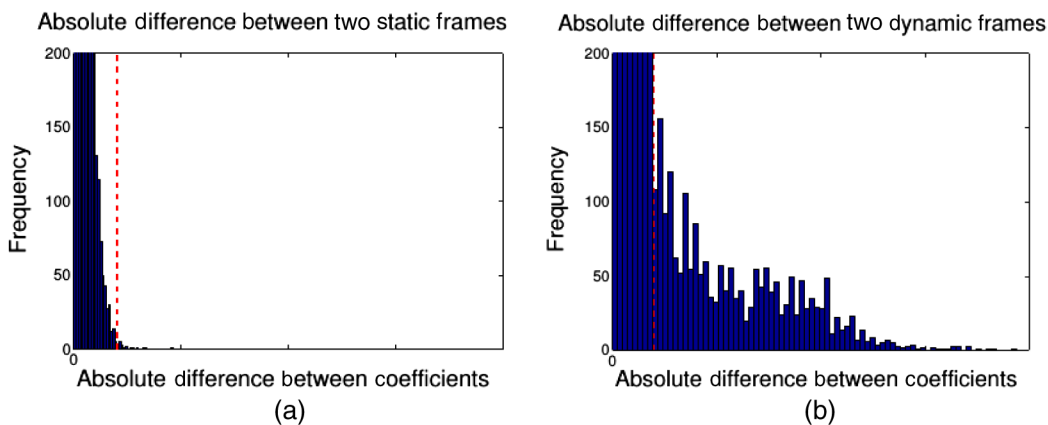 Absolute difference between two static frames
200
150
100
50
0
0
Frequency
Absolute difference between coefficients
(a)
Absolute difference between two dynamic frames
200
150
100
50
0
0
Frequency
Absolute difference between coefficients
(b)